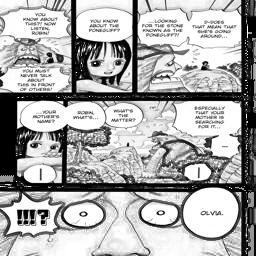 YOU
KNOW ABOUT
THIS!? NOW
LISTEN,
ROBIN!
YOU MUST
NEVER TALK
ABOUT
THIS IN FRONT
OF OTHERS!
YOU KNOW
ABOUT THE
PONEGLIFF?
LOOKING
FOR THE STONE
KNOWN AS THE
PONEGLIFF?!
D-DOES
THAT MEAN THAT
SHE'S GOING
AROUND...
YOUR
MOTHER'S
NAME?
ROBIN,
WHAT'S...
WHAT'S
THE
MATTER?
ESPECIALLY
THAT YOUR
MOTHER IS
SEARCHING
FOR IT...
!!!?
OLVIA.